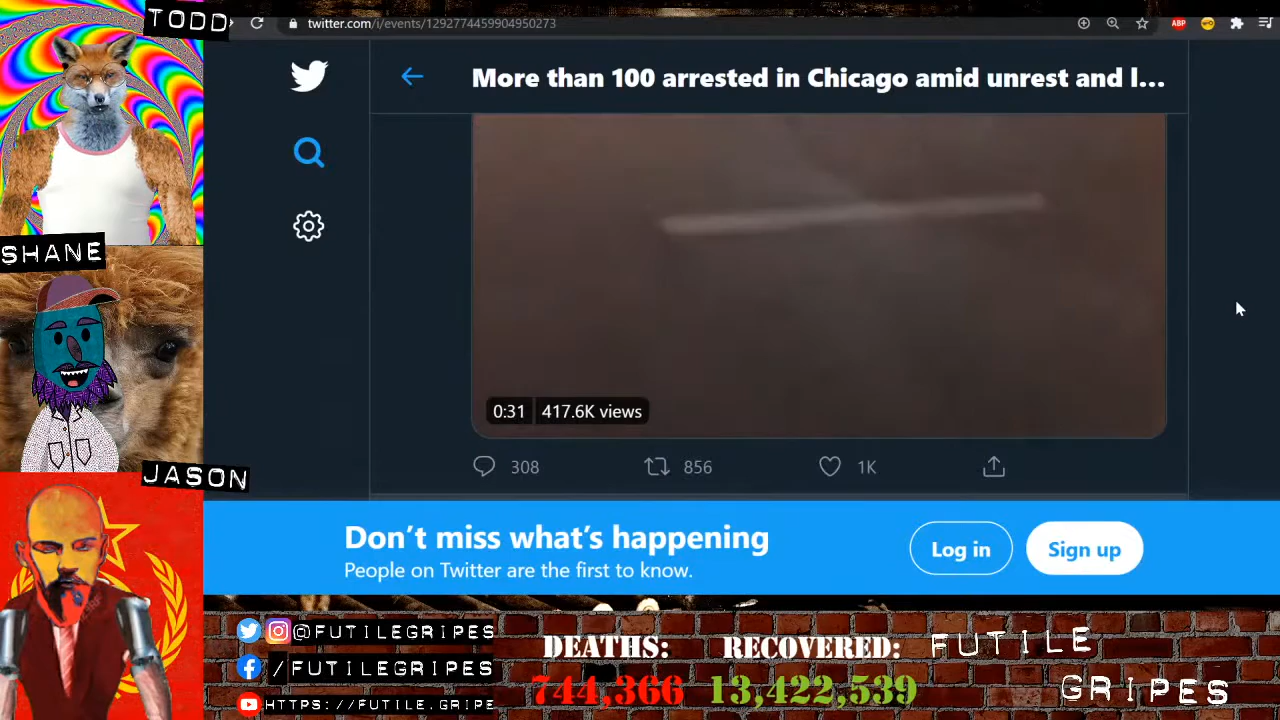 TODD
twitter.com/i/events/1292774459904950273
ABP
More than 100 arrested in Chicago amid unrest and l...
SHANE
0:31 417.6K views
308 856 1K
JASON
Don't miss what's happening
People on Twitter are the first to know.
Log in
Sign up
@FUTILEGRIPES
/FUTILEGRIPES
HTTPS://FUTILE.GRIPE
DEATHS:
744,366
RECOVERED:
13,422,539
FUTILE
GRIPES